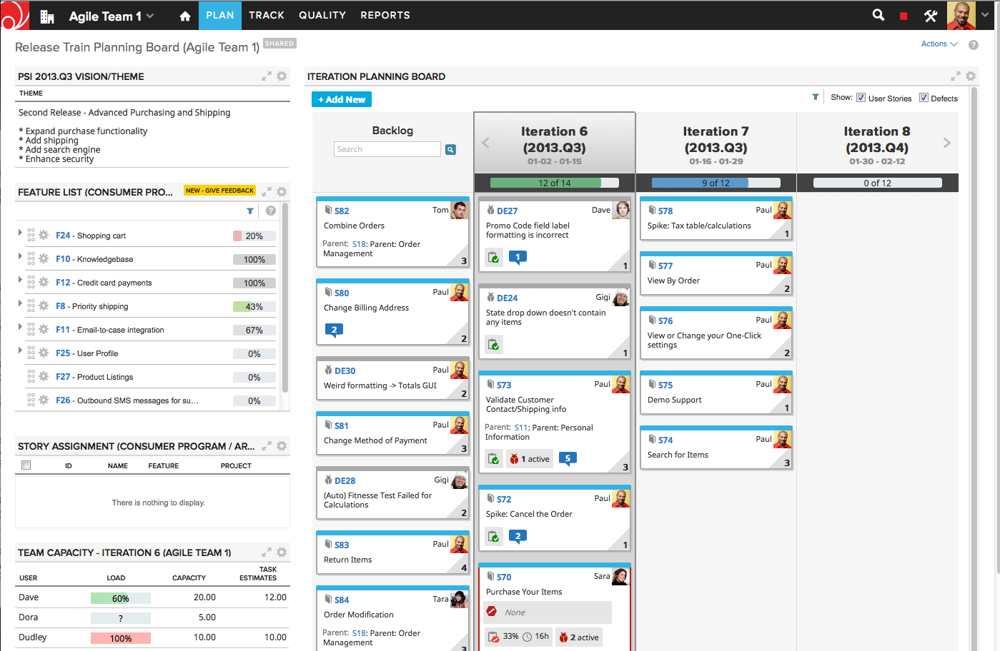 Agile Team 1
PLAN
TRACK
QUALITY
REPORTS
Release Train Planning Board (Agile Team 1)
SHARED
Actions
?
PSI 2013.Q3 VISION/THEME
THEME
Second Release - Advanced Purchasing and Shipping
* Expand purchase functionality
* Add shipping
* Add search engine
* Enhance security
FEATURE LIST (CONSUMER PRO...
NEW - GIVE FEEDBACK
?
F24 - Shopping cart 20%
F10 - Knowledgebase 100%
F12 - Credit card payments 100%
F8 - Priority shipping 43%
F11 - Email-to-case integration 67%
F25 - User Profile 0%
F27 - Product Listings 0%
F26 - Outbound SMS messages for su... 0%
STORY ASSIGNMENT (CONSUMER PROGRAM / AR...
ID NAME FEATURE PROJECT
There is nothing to display.
TEAM CAPACITY - ITERATION 6 (AGILE TEAM 1)
USER LOAD CAPACITY TASK
ESTIMATES
Dave 60% 20.00 12.00
Dora ? 5.00
Dudley 100% 10.00 10.00
ITERATION PLANNING BOARD
+ Add New
Show: User Stories Defects
Backlog
Search
S82 Tom
Combine Orders
Parent: S18: Parent: Order
Management
3
S80 Paul
Change Billing Address
2
2
DE30 Paul
Weird formatting -> Totals GUI
2
S81 Paul
Change Method of Payment
3
DE28 Gigi
(Auto) Fitnesse Test Failed for
Calculations
2
S83 Paul
Return Items
4
S84 Tara
Order Modification
Parent: S18: Parent: Order
Management
3
Iteration 6
(2013.Q3)
01-02 - 01-15
12 of 14
DE27 Dave
Promo Code field label
formatting is incorrect
1
1
DE24 Gigi
State drop down doesn't contain
any items
1
S73 Paul
Validate Customer
Contact/Shipping info
Parent: S11: Parent: Personal
Information
1 active 5
3
S72 Paul
Spike: Cancel the Order
2
1
S70 Sara
Purchase Your Items
None
33% 16h 2 active
Iteration 7
(2013.Q3)
01-16 - 01-29
9 of 12
S78 Paul
Spike: Tax table/calculations
1
S77 Paul
View By Order
2
S76 Paul
View or Change your One-Click
settings
2
S75 Paul
Demo Support
1
S74 Paul
Search for Items
3
Iteration 8
(2013.Q4)
01-30 - 02-12
0 of 12